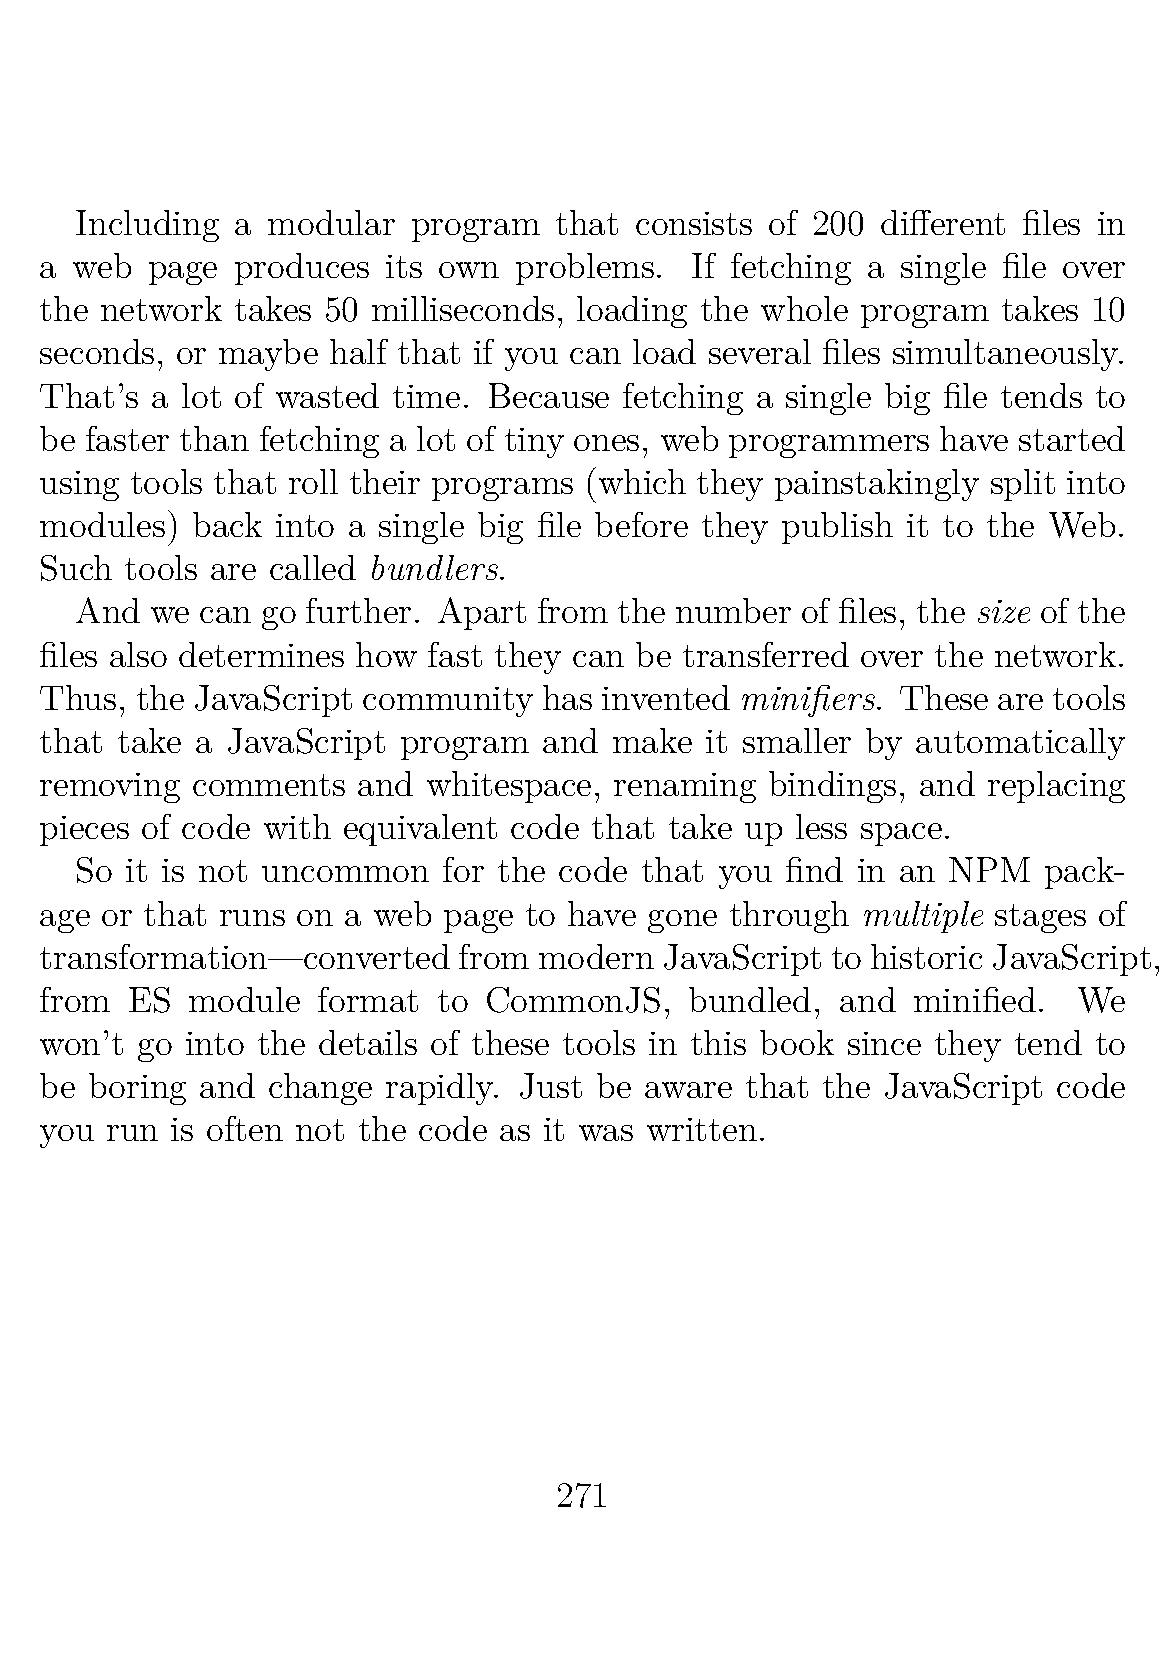 Including a modular program that consists of 200 different files in
a web page produces its own problems. If fetching a single file over
the network takes 50 milliseconds, loading the whole program takes 10
seconds, or maybe half that if you can load several files simultaneously.
That's a lot of wasted time. Because fetching a single big file tends to
be faster than fetching a lot of tiny ones, web programmers have started
using tools that roll their programs (which they painstakingly split into
modules) back into a single big file before they publish it to the Web.
Such tools are called bundlers.
And we can go further. Apart from the number of files, the size of the
files also determines how fast they can be transferred over the network.
Thus, the JavaScript community has invented minifiers. These are tools
that take a JavaScript program and make it smaller by automatically
removing comments and whitespace, renaming bindings, and replacing
pieces of code with equivalent code that take up less space.
So it is not uncommon for the code that you find in an NPM pack-
age or that runs on a web page to have gone through multiple stages of
transformation—converted from modern JavaScript to historic JavaScript,
from ES module format to CommonJS, bundled, and minified. We
won't go into the details of these tools in this book since they tend to
be boring and change rapidly. Just be aware that the JavaScript code
you run is often not the code as it was written.
271